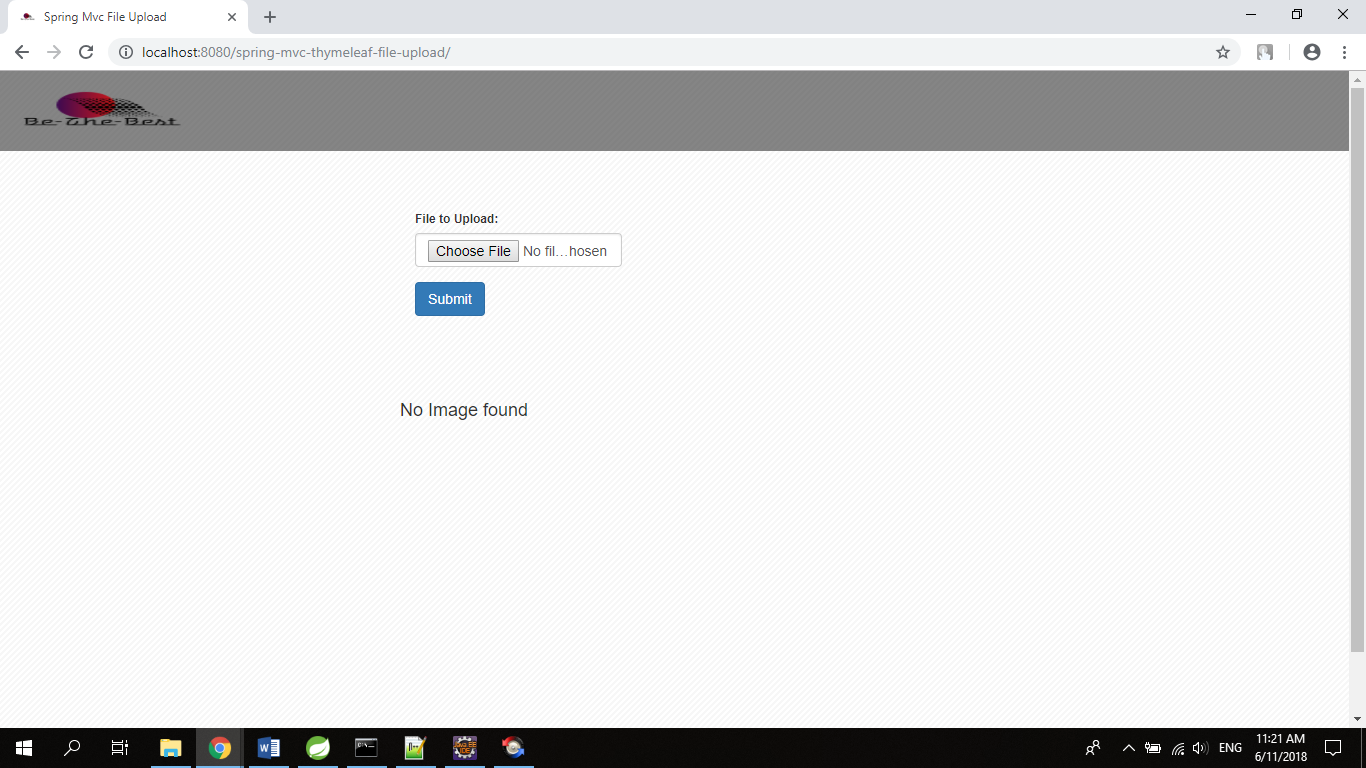 Spring Mvc File Upload
localhost:8080/spring-mvc-thymeleaf-file-upload/
Be-The-Best
File to Upload:
Choose File No fil...hosen
Submit
No Image found
ENG
11:21 AM
6/11/2018